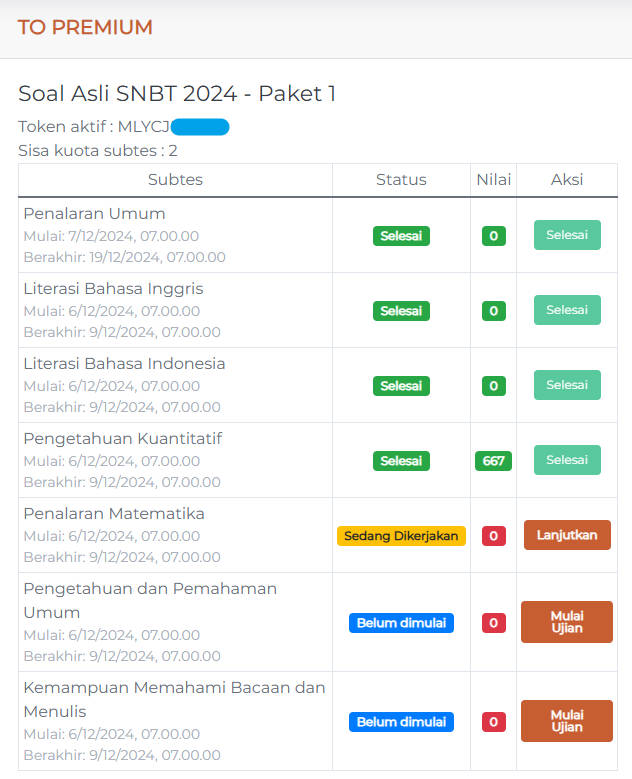 TO PREMIUM
Soal Asli SNBT 2024 - Paket 1
Token aktif : MLYCJ
Sisa kuota subtes : 2
Subtes Status Nilai Aksi
Penalaran Umum
Mulai: 7/12/2024, 07.00.00
Berakhir: 19/12/2024, 07.00.00
Selesai 0 Selesai
Literasi Bahasa Inggris
Mulai: 6/12/2024, 07.00.00
Berakhir: 9/12/2024, 07.00.00
Selesai 0 Selesai
Literasi Bahasa Indonesia
Mulai: 6/12/2024, 07.00.00
Berakhir: 9/12/2024, 07.00.00
Selesai 0 Selesai
Pengetahuan Kuantitatif
Mulai: 6/12/2024, 07.00.00
Berakhir: 9/12/2024, 07.00.00
Selesai 667 Selesai
Penalaran Matematika
Mulai: 6/12/2024, 07.00.00
Berakhir: 9/12/2024, 07.00.00
Sedang Dikerjakan 0 Lanjutkan
Pengetahuan dan Pemahaman
Umum
Mulai: 6/12/2024, 07.00.00
Berakhir: 9/12/2024, 07.00.00
Belum dimulai 0 Mulai
Ujian
Kemampuan Memahami Bacaan dan
Menulis
Mulai: 6/12/2024, 07.00.00
Berakhir: 9/12/2024, 07.00.00
Belum dimulai 0 Mulai
Ujian